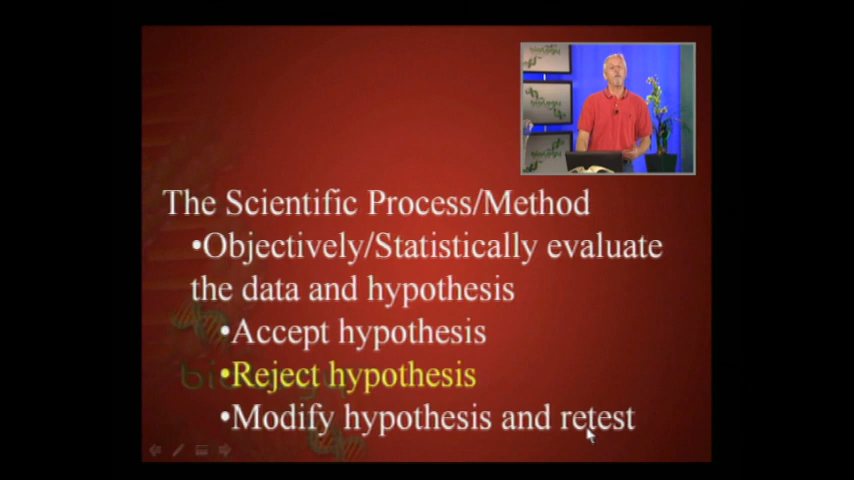 The Scientific Process/Method
•Objectively/Statistically evaluate
the data and hypothesis
•Accept hypothesis
•Reject hypothesis
•Modify hypothesis and retest